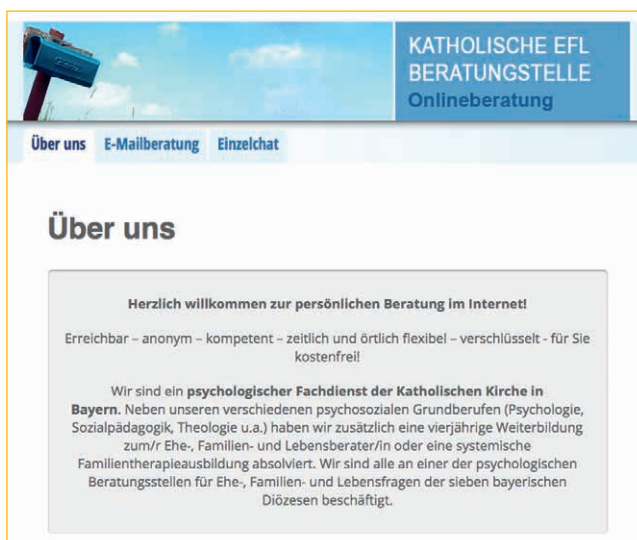 KATHOLISCHE EFL
BERATUNGSTELLE
Onlineberatung
Über uns E-Mailberatung Einzelchat
Über uns
Herzlich willkommen zur persönlichen Beratung im Internet!
Erreichbar – anonym – kompetent – zeitlich und örtlich flexibel – verschlüsselt - für Sie
kostenfrei!
Wir sind ein psychologischer Fachdienst der Katholischen Kirche in
Bayern. Neben unseren verschiedenen psychosozialen Grundberufen (Psychologie,
Sozialpädagogik, Theologie u.a.) haben wir zusätzlich eine vierjährige Weiterbildung
zum/r Ehe-, Familien- und Lebensberater/in oder eine systemische
Familientherapieausbildung absolviert. Wir sind alle an einer der psychologischen
Beratungsstellen für Ehe-, Familien- und Lebensfragen der sieben bayerischen
Diözesen beschäftigt.